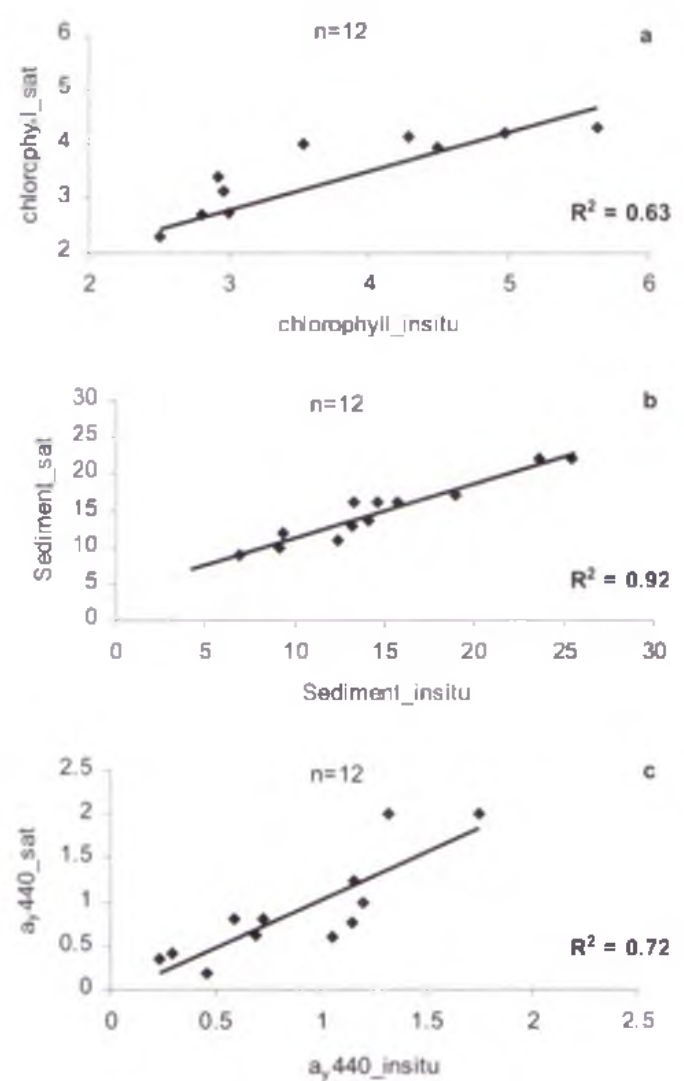 6 n=12 a
5
4
3
2
chlorophyll_sat
R² = 0.63
2 3 4 5 6
chlorophyll_insitu
30 n=12 b
25
20
15
10
5
0
Sediment_sat
R² = 0.92
0 5 10 15 20 25 30
Sediment_insitu
2.5 n=12 c
2
1.5
1
0.5
0
aᵧ440_sat
R² = 0.72
0 0.5 1 1.5 2 2.5
aᵧ440_insitu